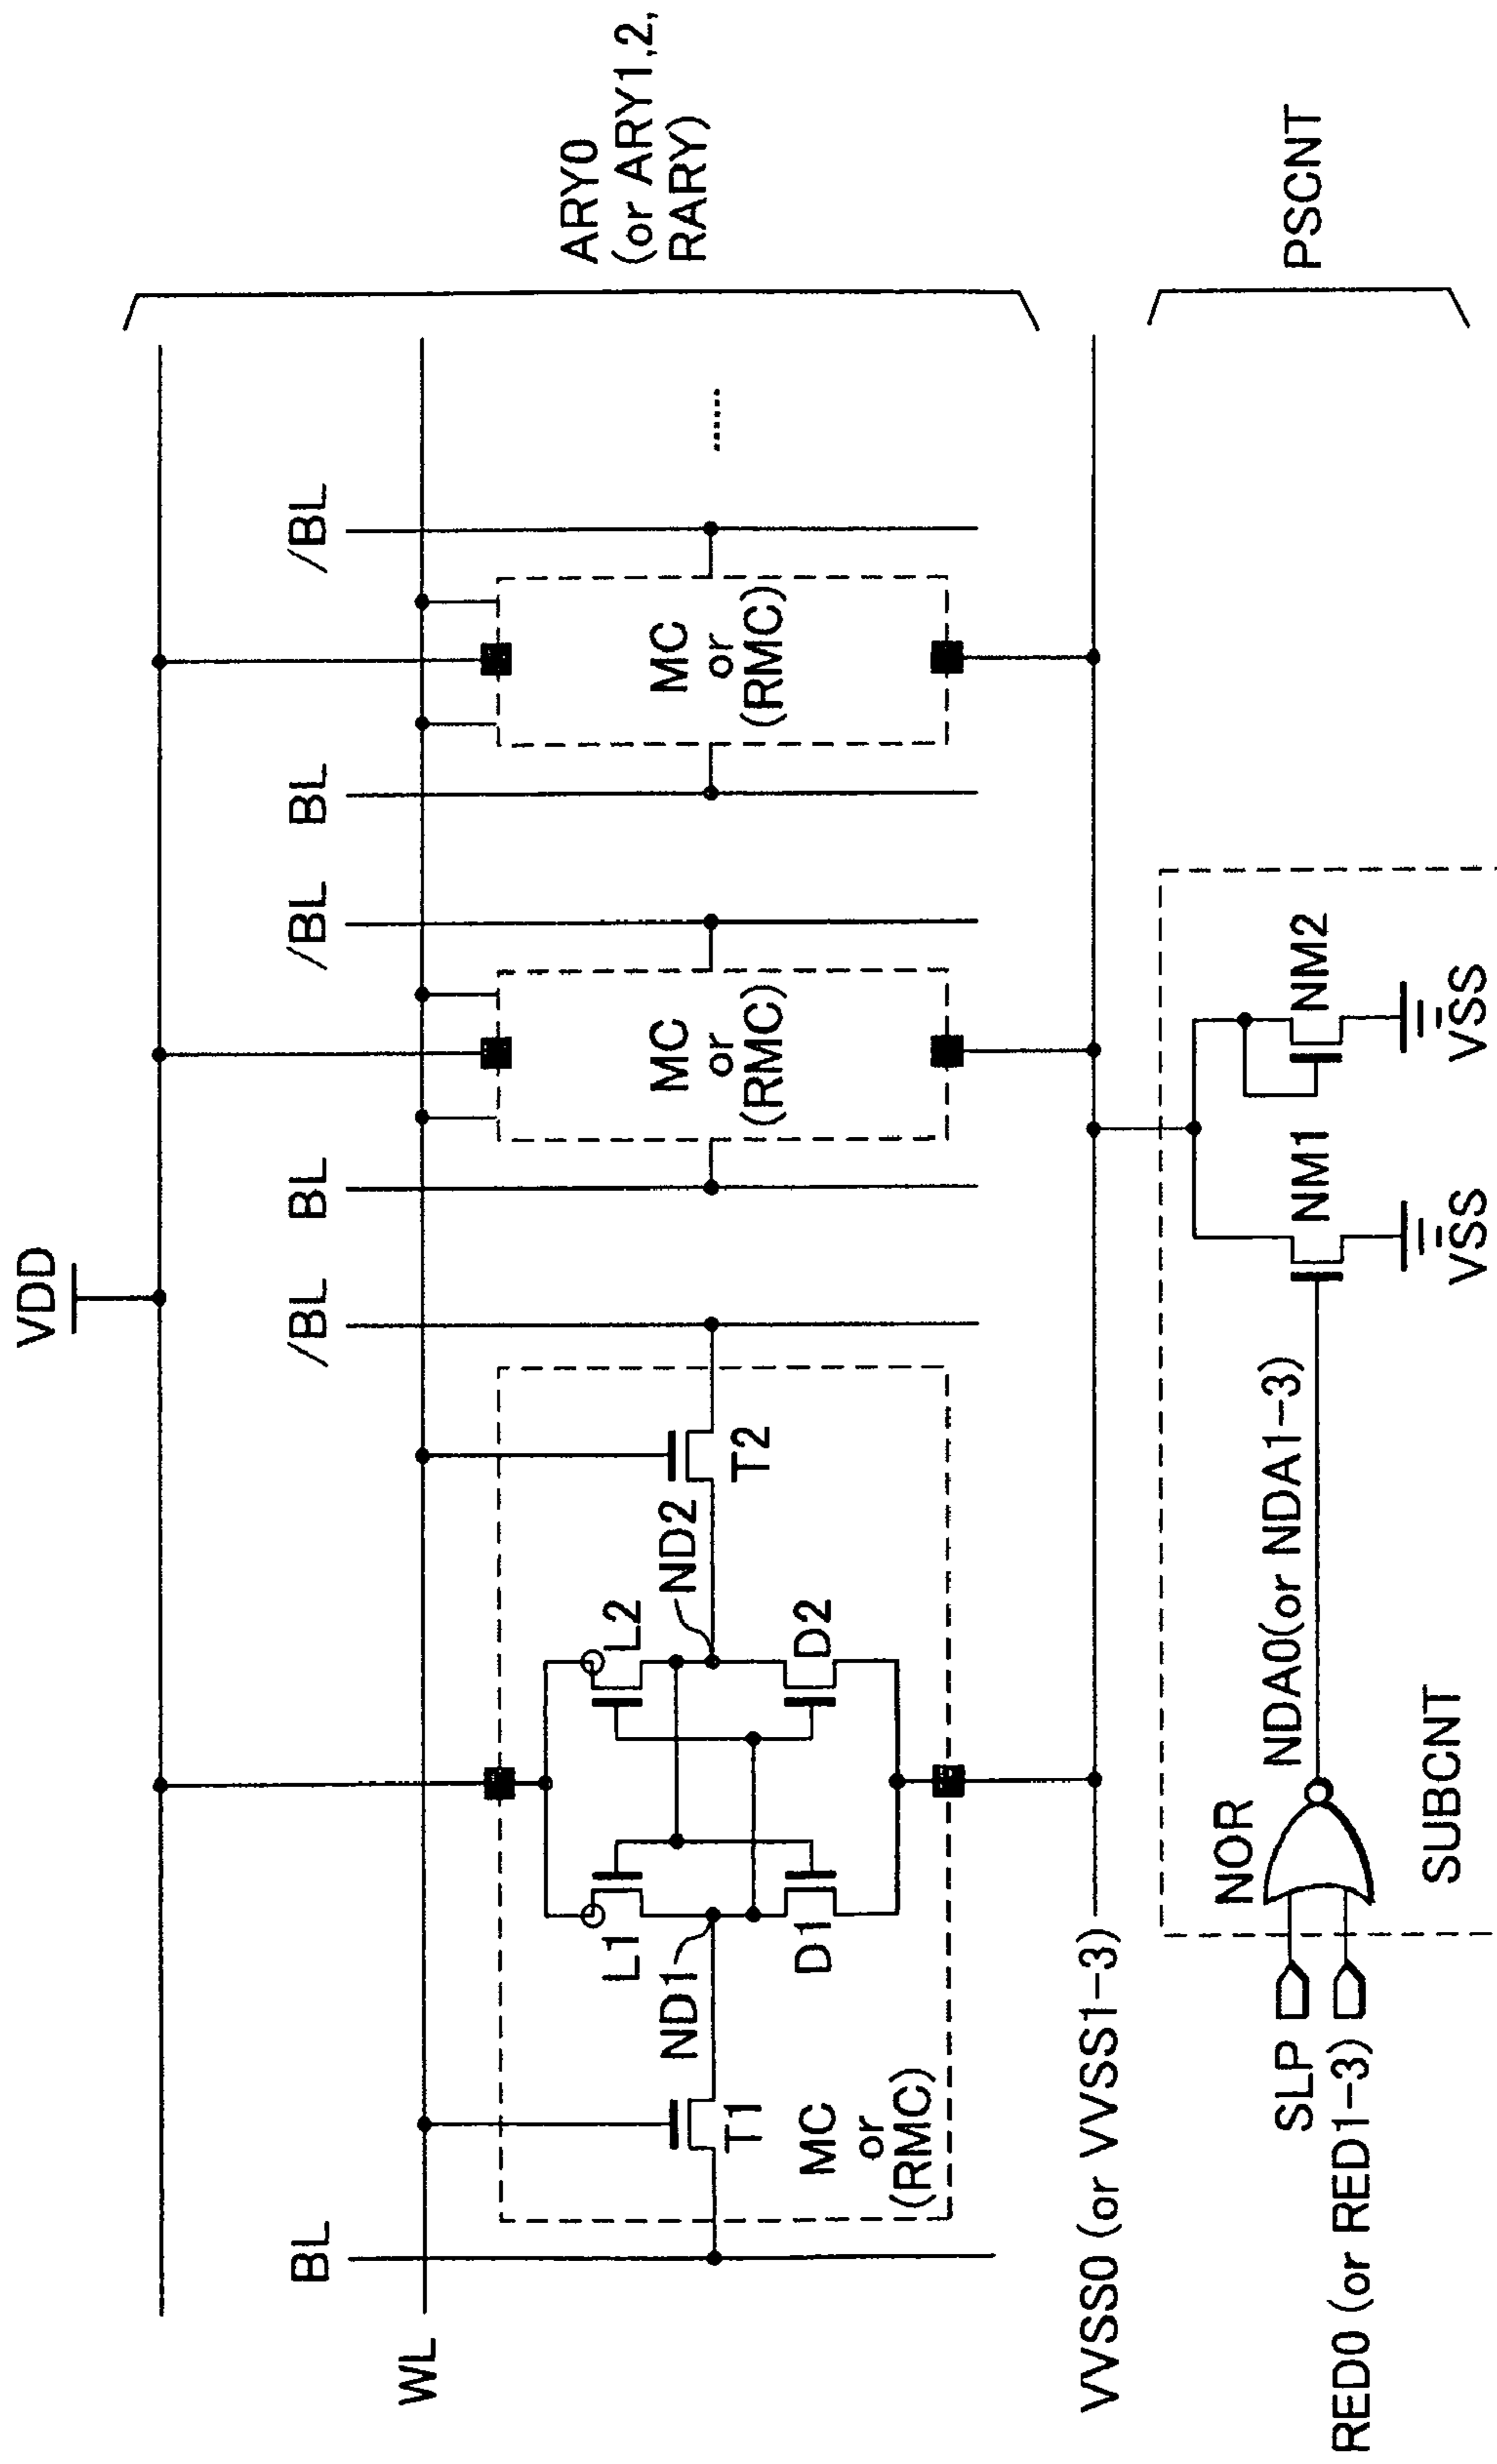 VDD
BL
/BL
BL
/BL
BL
/BL
WL
L1
L2
ND1
ND2
T1
T2
D1
D2
MC
or
(RMC)
MC
or
(RMC)
MC
or
(RMC)
ARY0
(or ARY1,2,
RARY)
VVSS0 (or VVSS1-3)
SLP
RED0 (or RED1-3)
NOR
NDA0(or NDA1-3)
NM1
NM2
VSS
VSS
SUBCNT
PSCNT